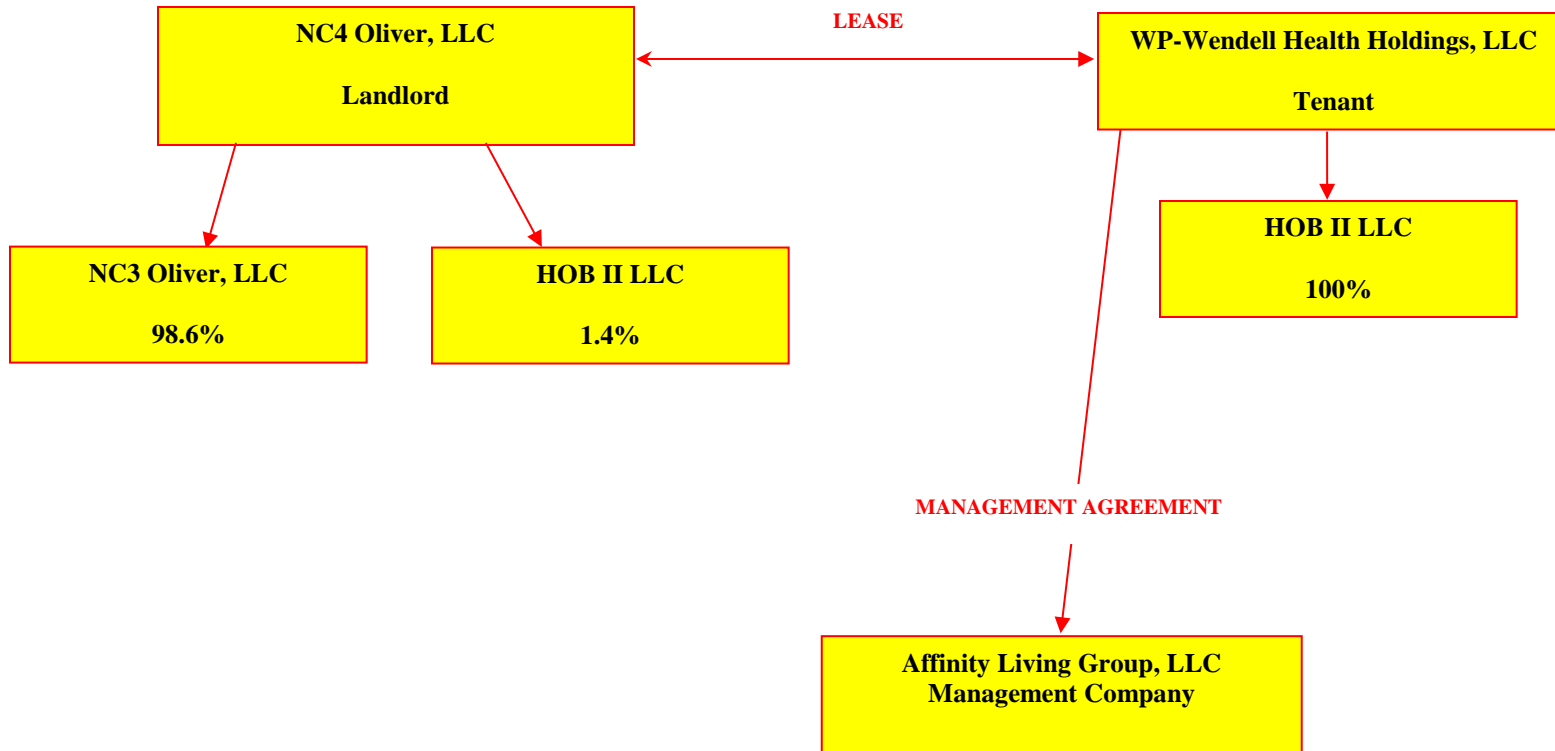 NC4 Oliver, LLC
Landlord
LEASE
WP-Wendell Health Holdings, LLC
Tenant
NC3 Oliver, LLC
98.6%
HOB II LLC
1.4%
HOB II LLC
100%
MANAGEMENT AGREEMENT
Affinity Living Group, LLC
Management Company